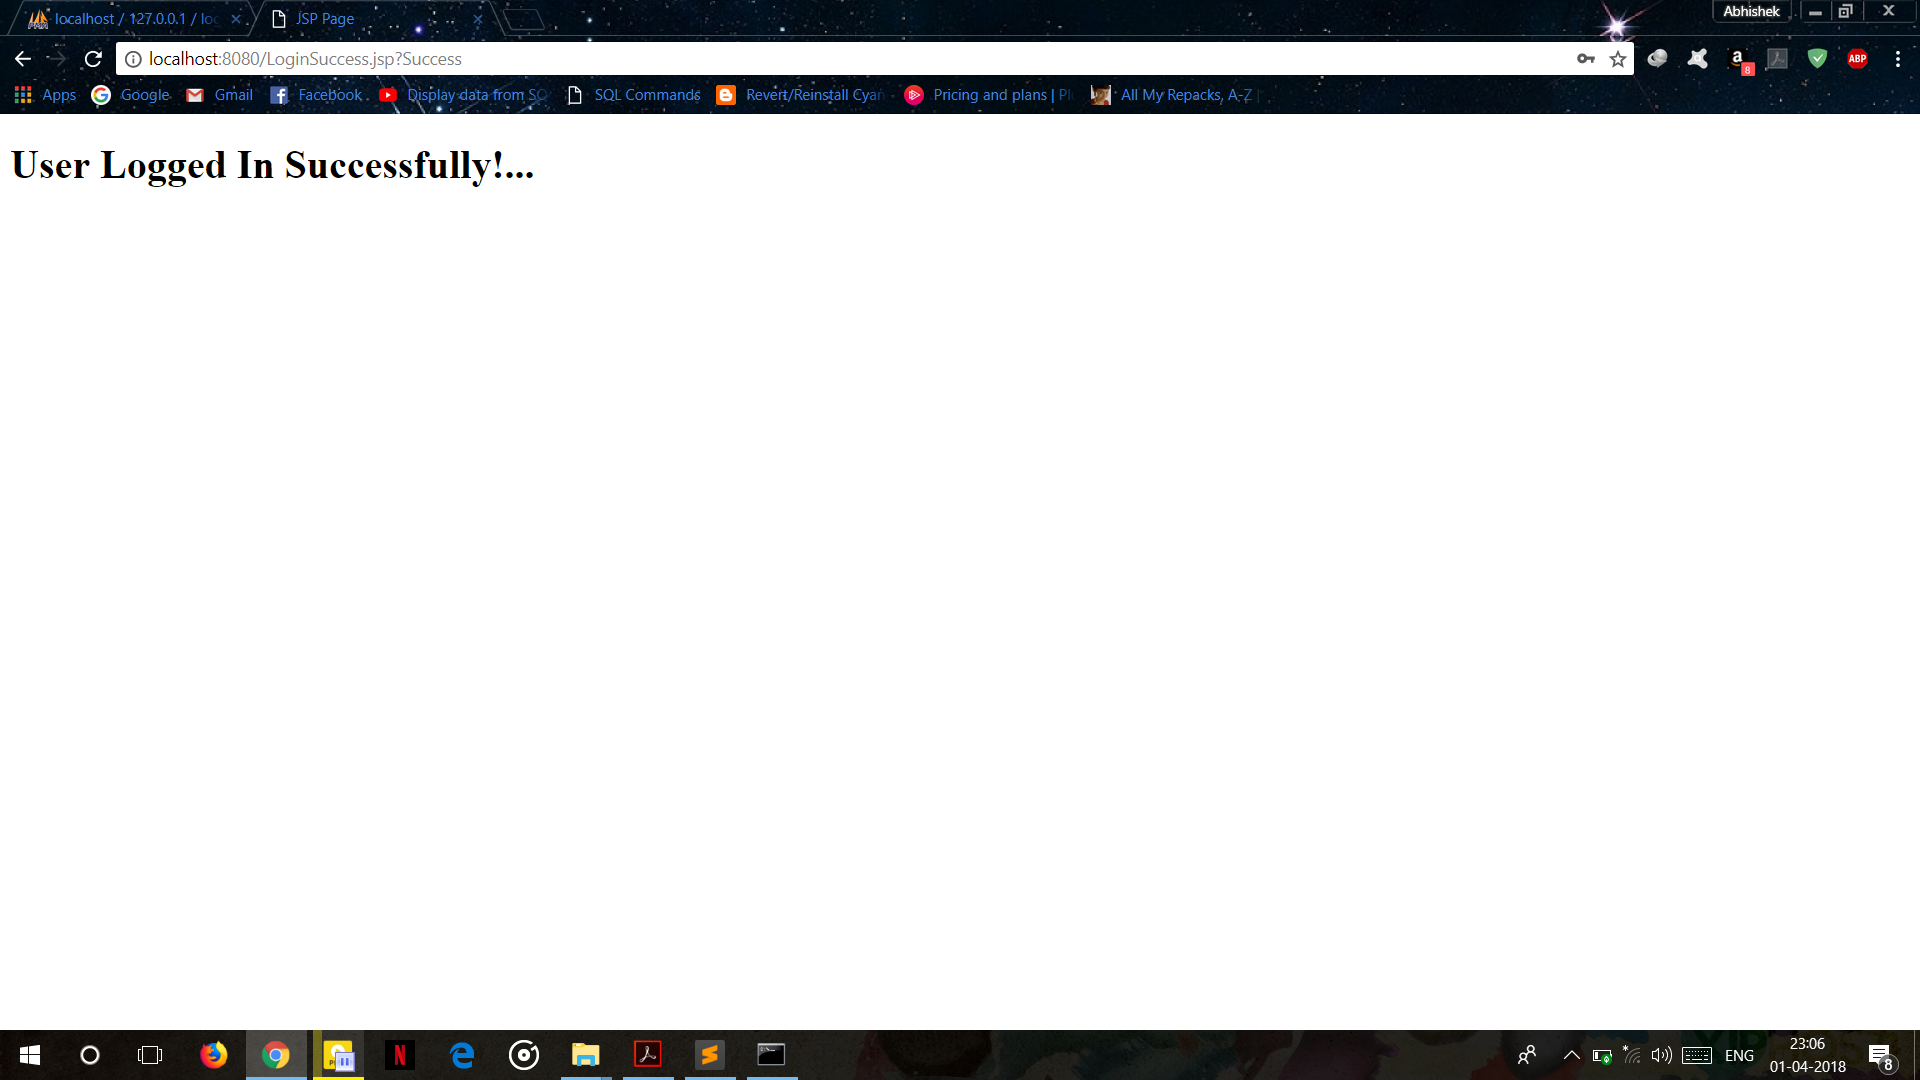 localhost / 127.0.0.1 / loc
JSP Page
Abhishek
localhost:8080/LoginSuccess.jsp?Success
8
ABP
Apps
Google
Gmail
Facebook
Display data from SQ
SQL Commands
Revert/Reinstall Cyan
Pricing and plans | Pl
All My Repacks, A-Z |
User Logged In Successfully!...
ENG
23:06
01-04-2018
8